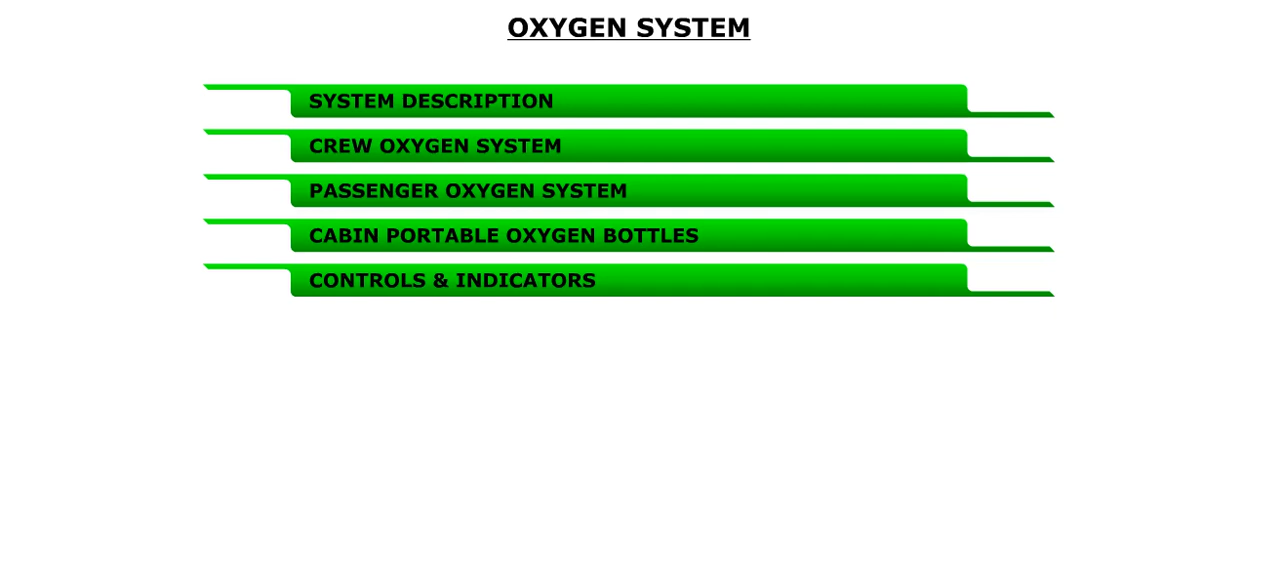 OXYGEN SYSTEM
SYSTEM DESCRIPTION
CREW OXYGEN SYSTEM
PASSENGER OXYGEN SYSTEM
CABIN PORTABLE OXYGEN BOTTLES
CONTROLS & INDICATORS